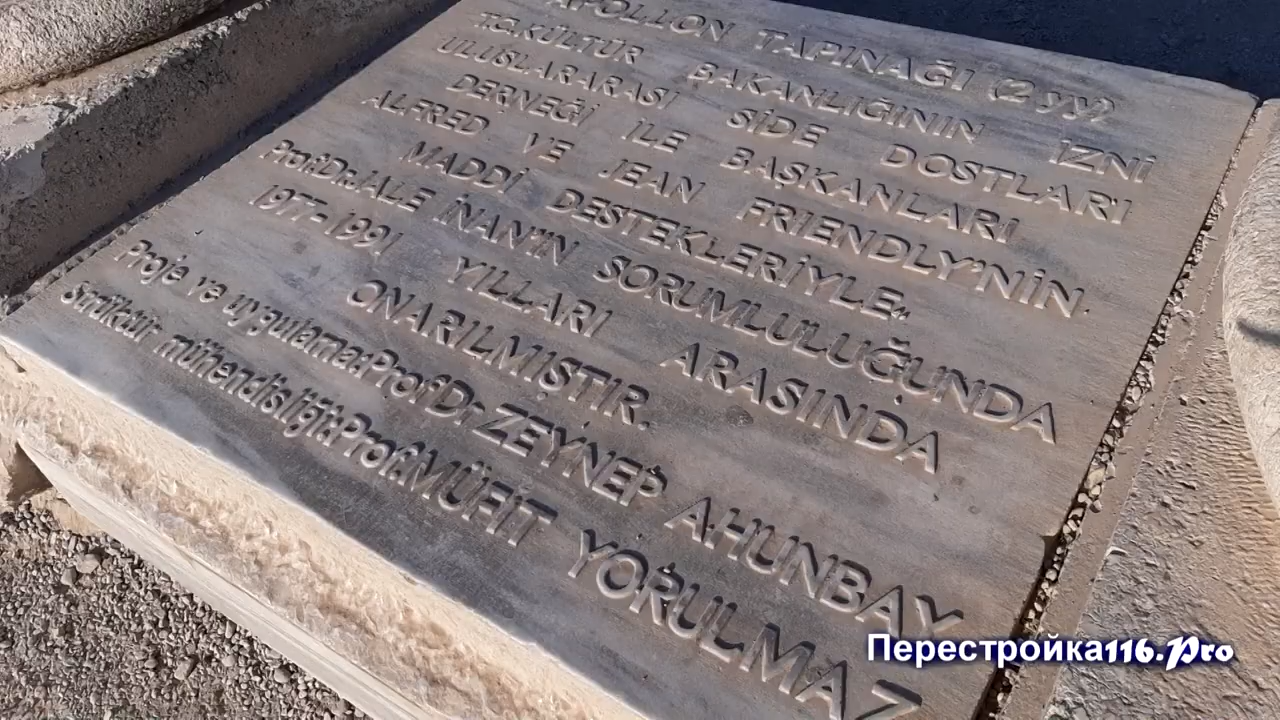 APOLLON TAPINAĞI (2 yy)
T.C.KÜLTÜR BAKANLIĞININ İZNİ
ULUSLARARASI SİDE DOSTLARI
DERNEĞİ İLE BAŞKANLARI
ALFRED VE JEAN FRIENDLY'NİN
MADDİ DESTEKLERİYLE,
Prof.Dr.JALE İNAN'IN SORUMLULUĞUNDA
1977-1991 YILLARI ARASINDA
ONARILMIŞTIR.
Proje ve uygulama:Prof.Dr.ZEYNEP AHUNBAY
Strüktür mühendisliği:Prof.MÜFİT YORULMAZ
Перестройка116.Pro